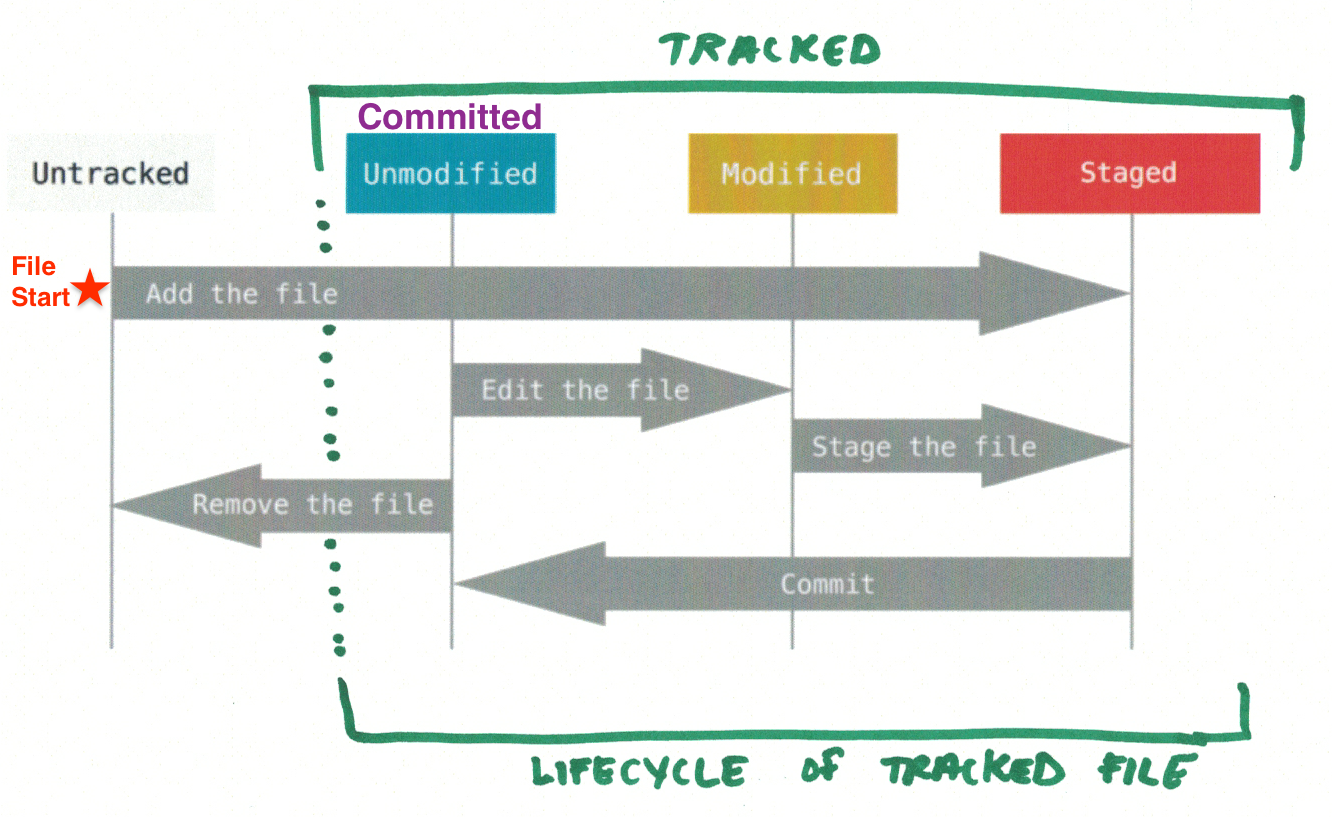 TRACKED
Committed
Untracked
Unmodified
Modified
Staged
File
Start
Add the file
Edit the file
Stage the file
Remove the file
Commit
LIFECYCLE of TRACKED FILE